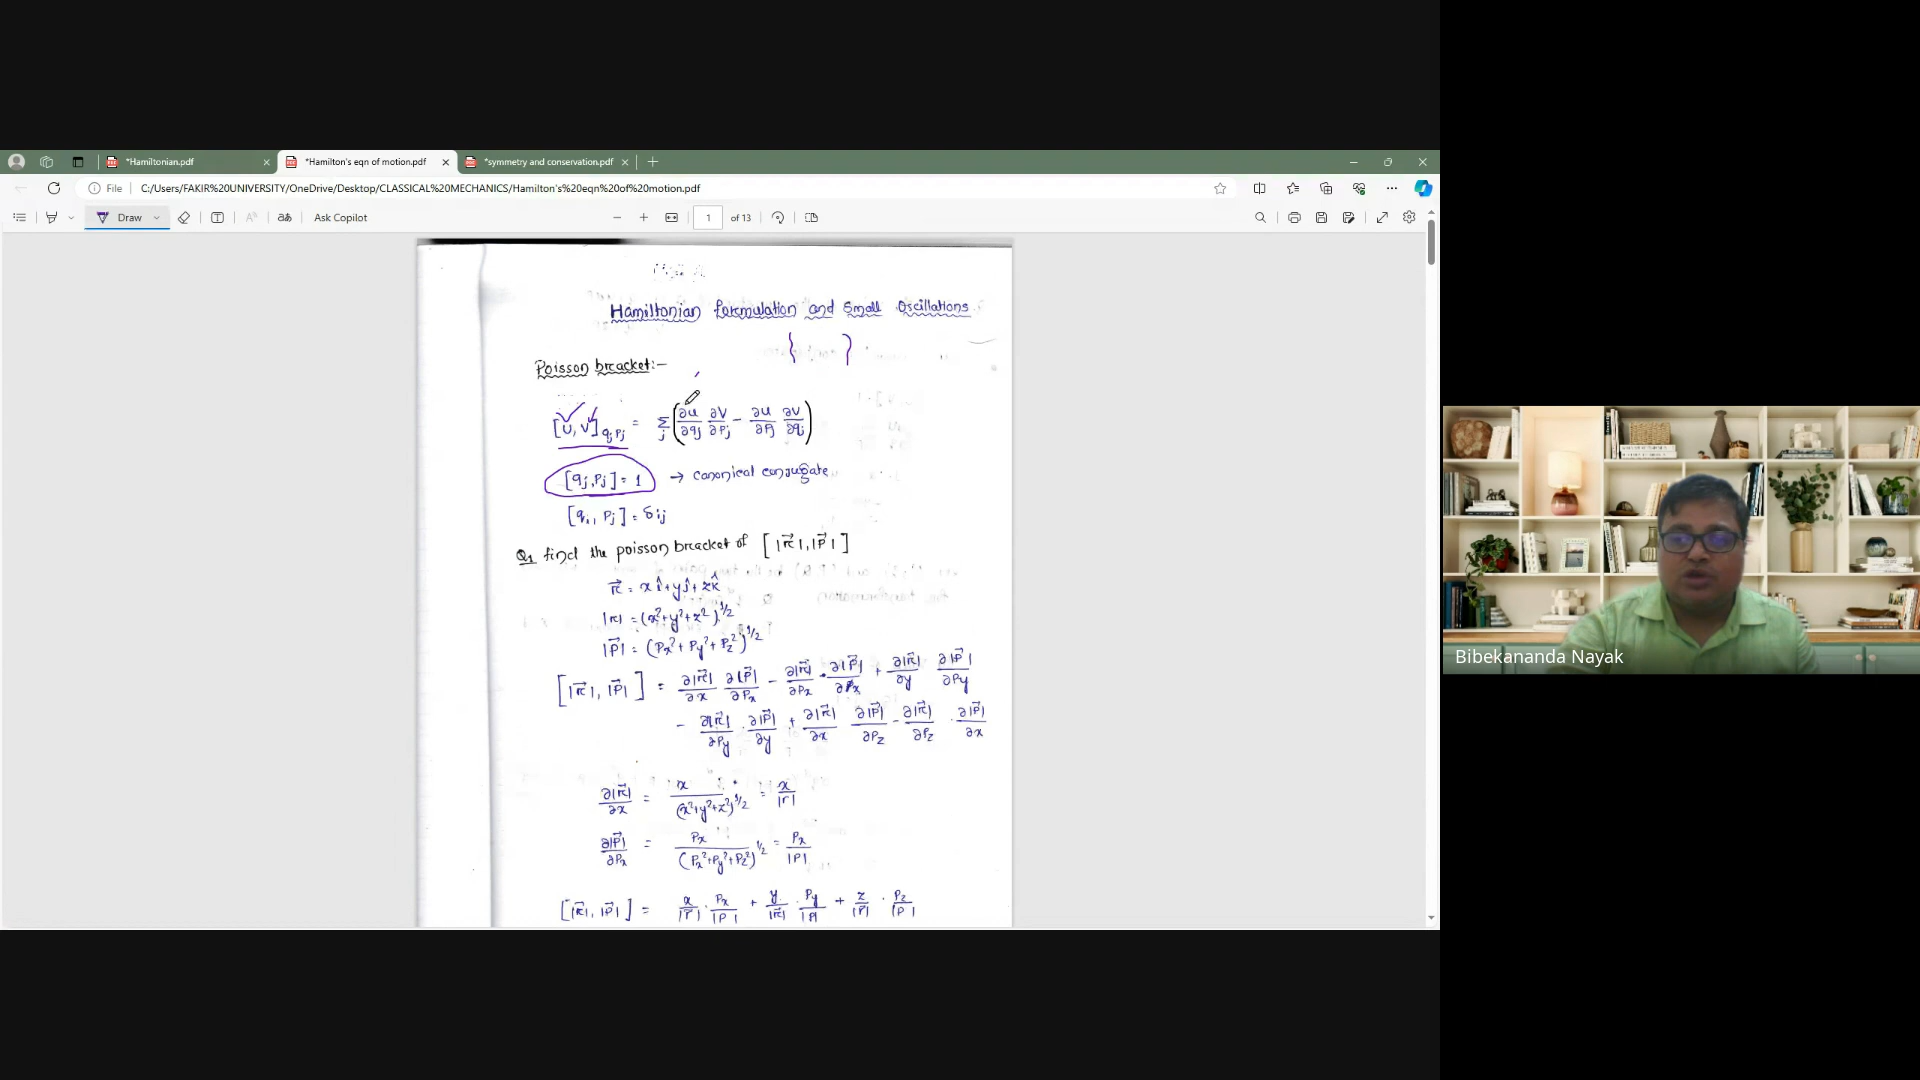 *Hamiltonian.pdf
*Hamilton's eqn of motion.pdf
*symmetry and conservation.pdf
File
C:/Users/FAKIR%20UNIVERSITY/OneDrive/Desktop/CLASSICAL%20MECHANICS/Hamilton's%20eqn%20of%20motion.pdf
Draw
Ask Copilot
1 of 13
Hamiltonian formulation and Small Oscillations
{ }
Poisson bracket:-
[U, V]qj Pj = Σj (∂U/∂qj ∂V/∂Pj - ∂U/∂Pj ∂V/∂qj)
[qj, Pj] = 1 → canonical conjugate
[qi, Pj] = δij
Q1 find the poisson bracket of [|r⃗|, |P⃗|]
r⃗ = xî + yĵ + zk̂
|r| = (x²+y²+z²)^1/2
|P⃗| = (Px²+Py²+Pz²)^1/2
[|r⃗|, |P⃗|] = ∂|r⃗|/∂x ∂|P⃗|/∂Px - ∂|r⃗|/∂Px · ∂|P⃗|/∂x + ∂|r⃗|/∂y ∂|P⃗|/∂Py
- ∂|r⃗|/∂Py · ∂|P⃗|/∂y + ∂|r⃗|/∂x ∂|P⃗|/∂Pz - ∂|r⃗|/∂Pz · ∂|P⃗|/∂x
∂|r⃗|/∂x = x/(x²+y²+z²)^1/2 = x/|r|
∂|P⃗|/∂Px = Px/(Px²+Py²+Pz²)^1/2 = Px/|P|
[|r⃗|, |P⃗|] = x/|r| · Px/|P| + y/|r⃗| · Py/|P| + z/|r⃗| · Pz/|P|
Bibekananda Nayak